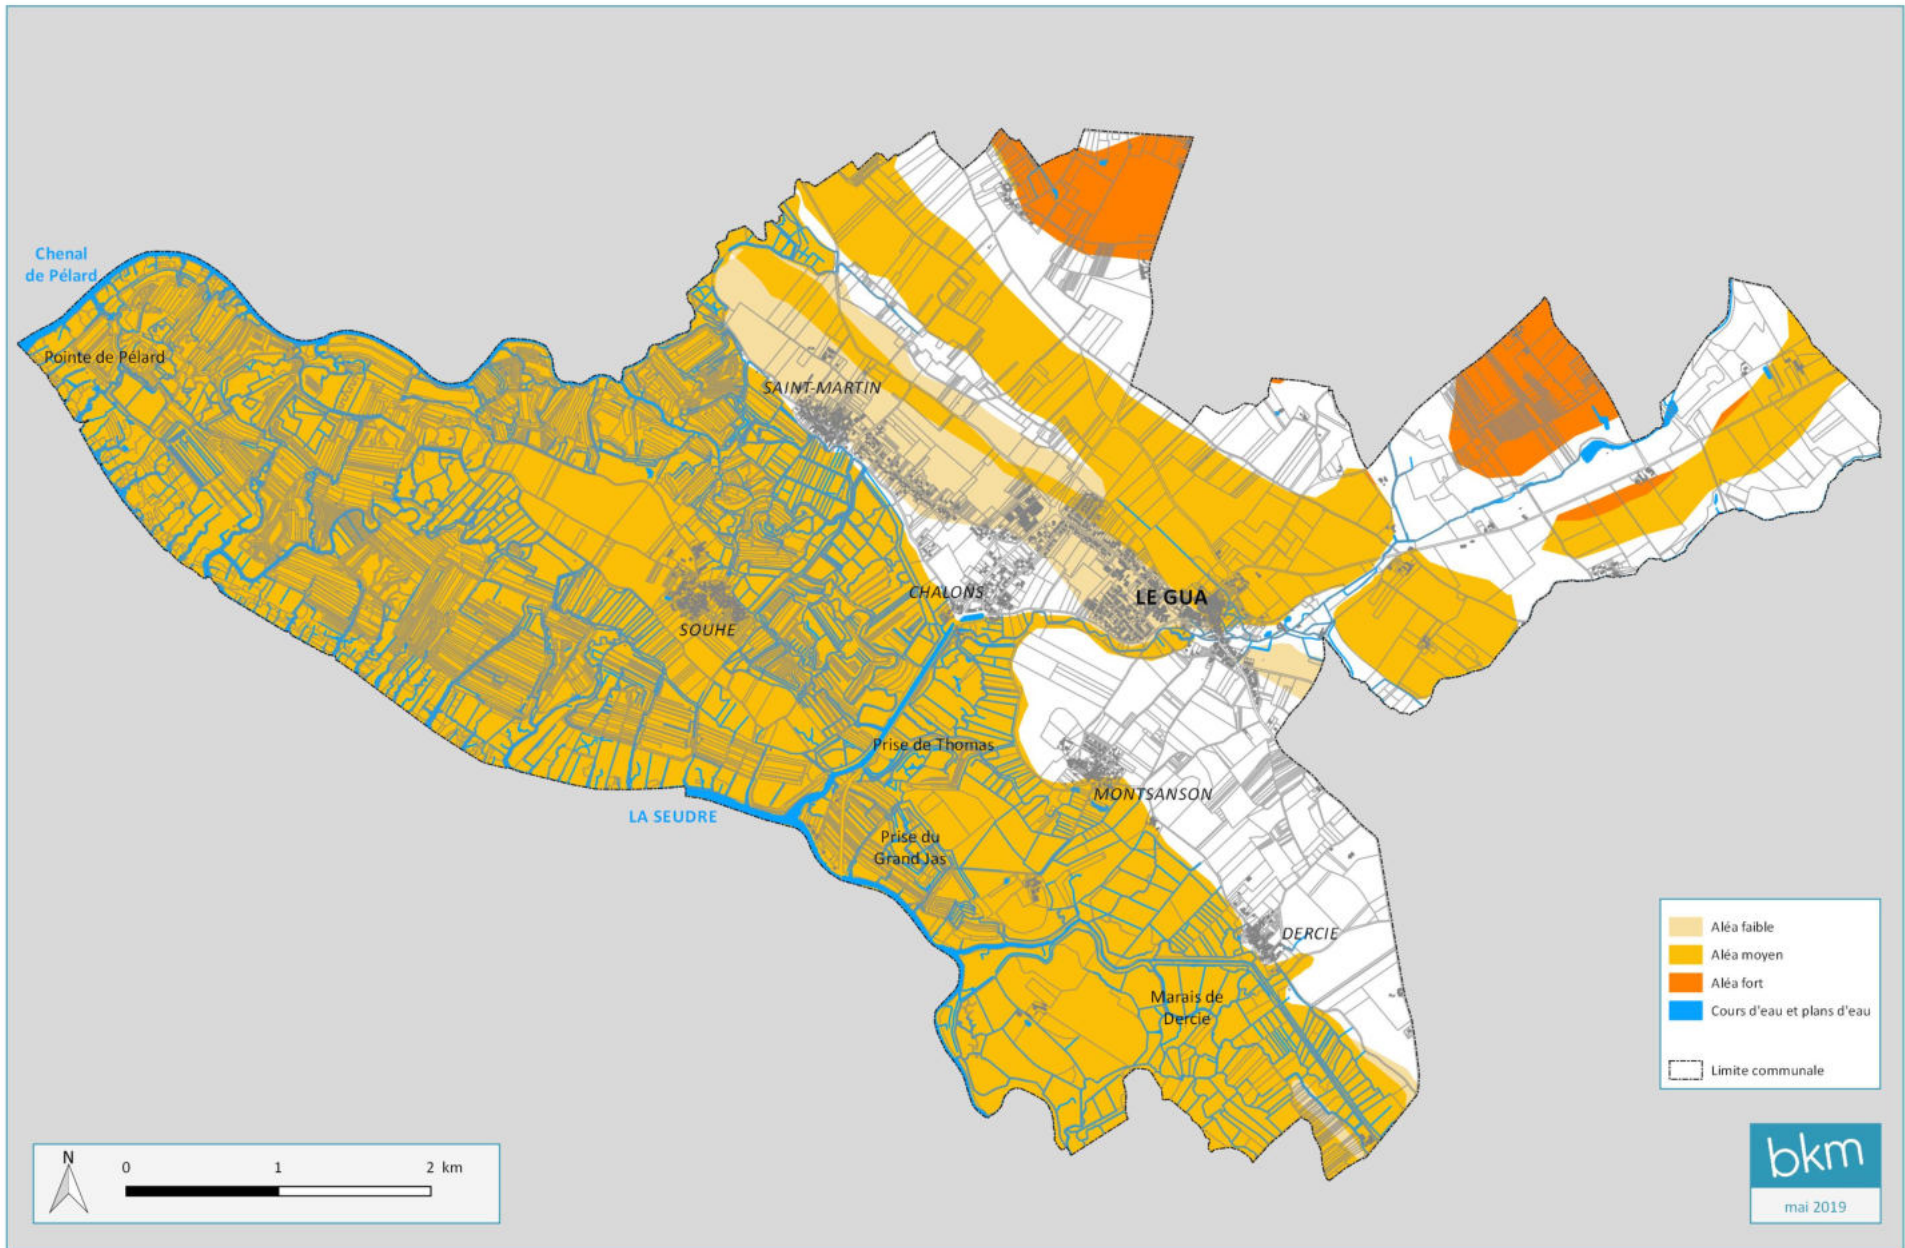 Chenal
de Pélard
Pointe de Pélard
SAINT-MARTIN
CHALONS
LE GUA
SOUHE
Prise de Thomas
MONTSANSON
LA SEUDRE
Prise du
Grand Jas
DERCIE
Marais de
Dercie
Aléa faible
Aléa moyen
Aléa fort
Cours d'eau et plans d'eau
Limite communale
N
0 1 2 km
bkm
mai 2019